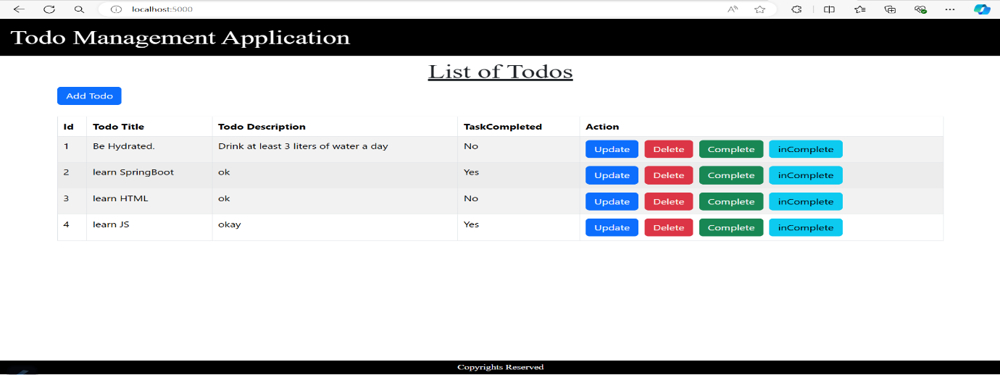 localhost:5000
Todo Management Application
List of Todos
Add Todo
Id Todo Title Todo Description TaskCompleted Action
1 Be Hydrated. Drink at least 3 liters of water a day No Update Delete Complete inComplete
2 learn SpringBoot ok Yes Update Delete Complete inComplete
3 learn HTML ok No Update Delete Complete inComplete
4 learn JS okay Yes Update Delete Complete inComplete
Copyrights Reserved